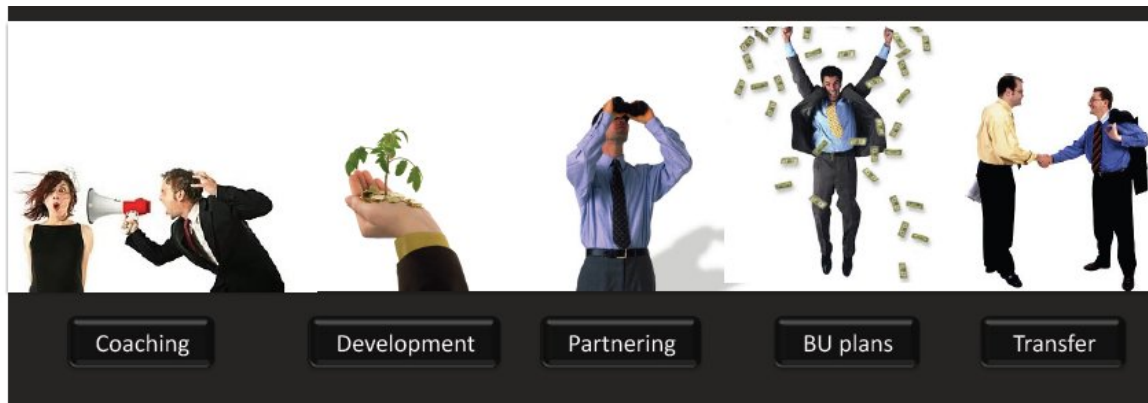 Coaching
Development
Partnering
BU plans
Transfer